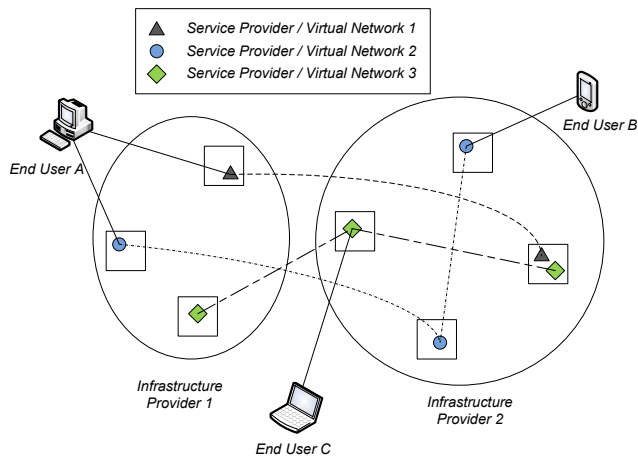 Service Provider / Virtual Network 1
Service Provider / Virtual Network 2
Service Provider / Virtual Network 3
End User A
End User B
Infrastructure
Provider 1
Infrastructure
Provider 2
End User C